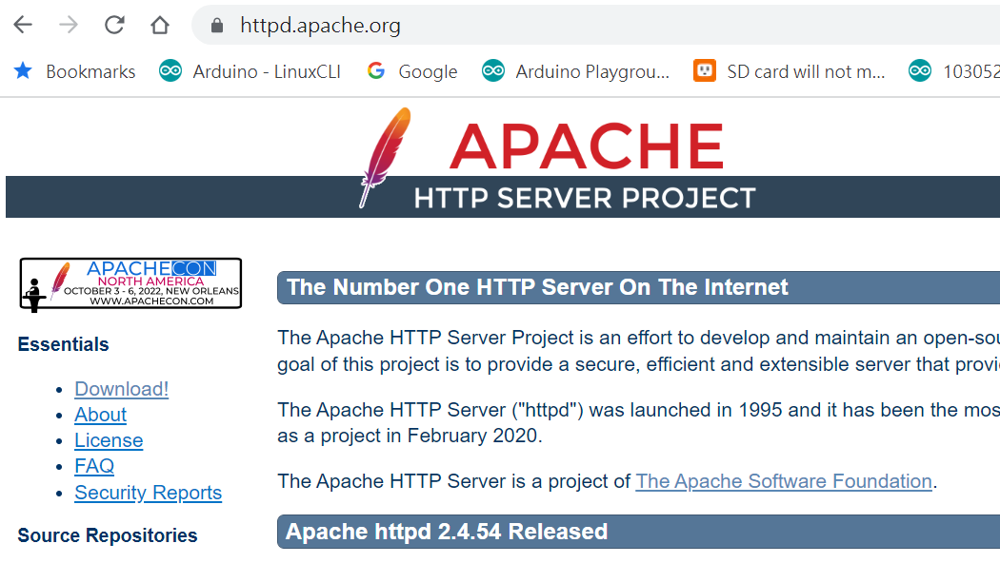 httpd.apache.org
Bookmarks Arduino - LinuxCLI Google Arduino Playgrou... SD card will not m... 103052
APACHE
HTTP SERVER PROJECT
APACHECON
NORTH AMERICA
OCTOBER 3 - 6, 2022, NEW ORLEANS
WWW.APACHECON.COM
Essentials
Download!
About
License
FAQ
Security Reports
Source Repositories
The Number One HTTP Server On The Internet
The Apache HTTP Server Project is an effort to develop and maintain an open-sou
goal of this project is to provide a secure, efficient and extensible server that provi
The Apache HTTP Server ("httpd") was launched in 1995 and it has been the mos
as a project in February 2020.
The Apache HTTP Server is a project of The Apache Software Foundation.
Apache httpd 2.4.54 Released